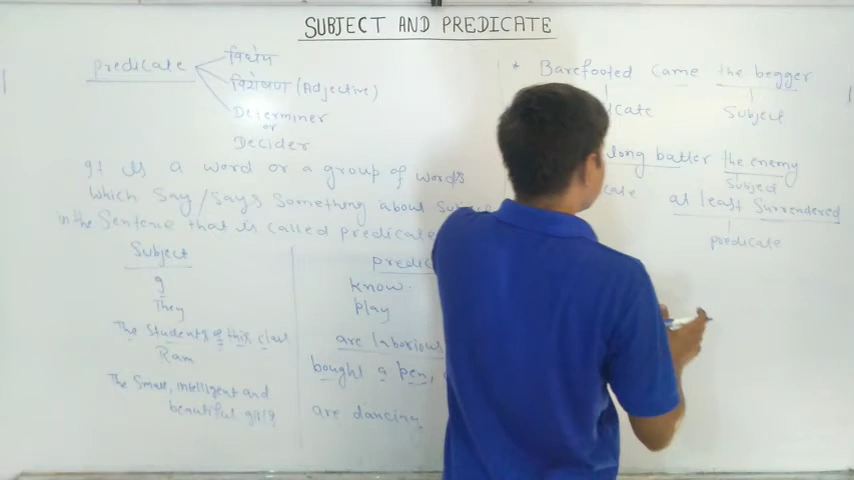 SUBJECT AND PREDICATE
predicate
विधेय
विशेषण (Adjective)
Determiner
or
Decider
It is a word or a group of words
which say/says something about
in the sentence that is called predicate
Subject
I know.
They play
The students of this class are laborious
Ram bought a pen,
The small, intelligent and
beautiful girls are dancing
* Barefooted came the begger
Subject
long batter the enemy
Subject
at least surrendered
predicate